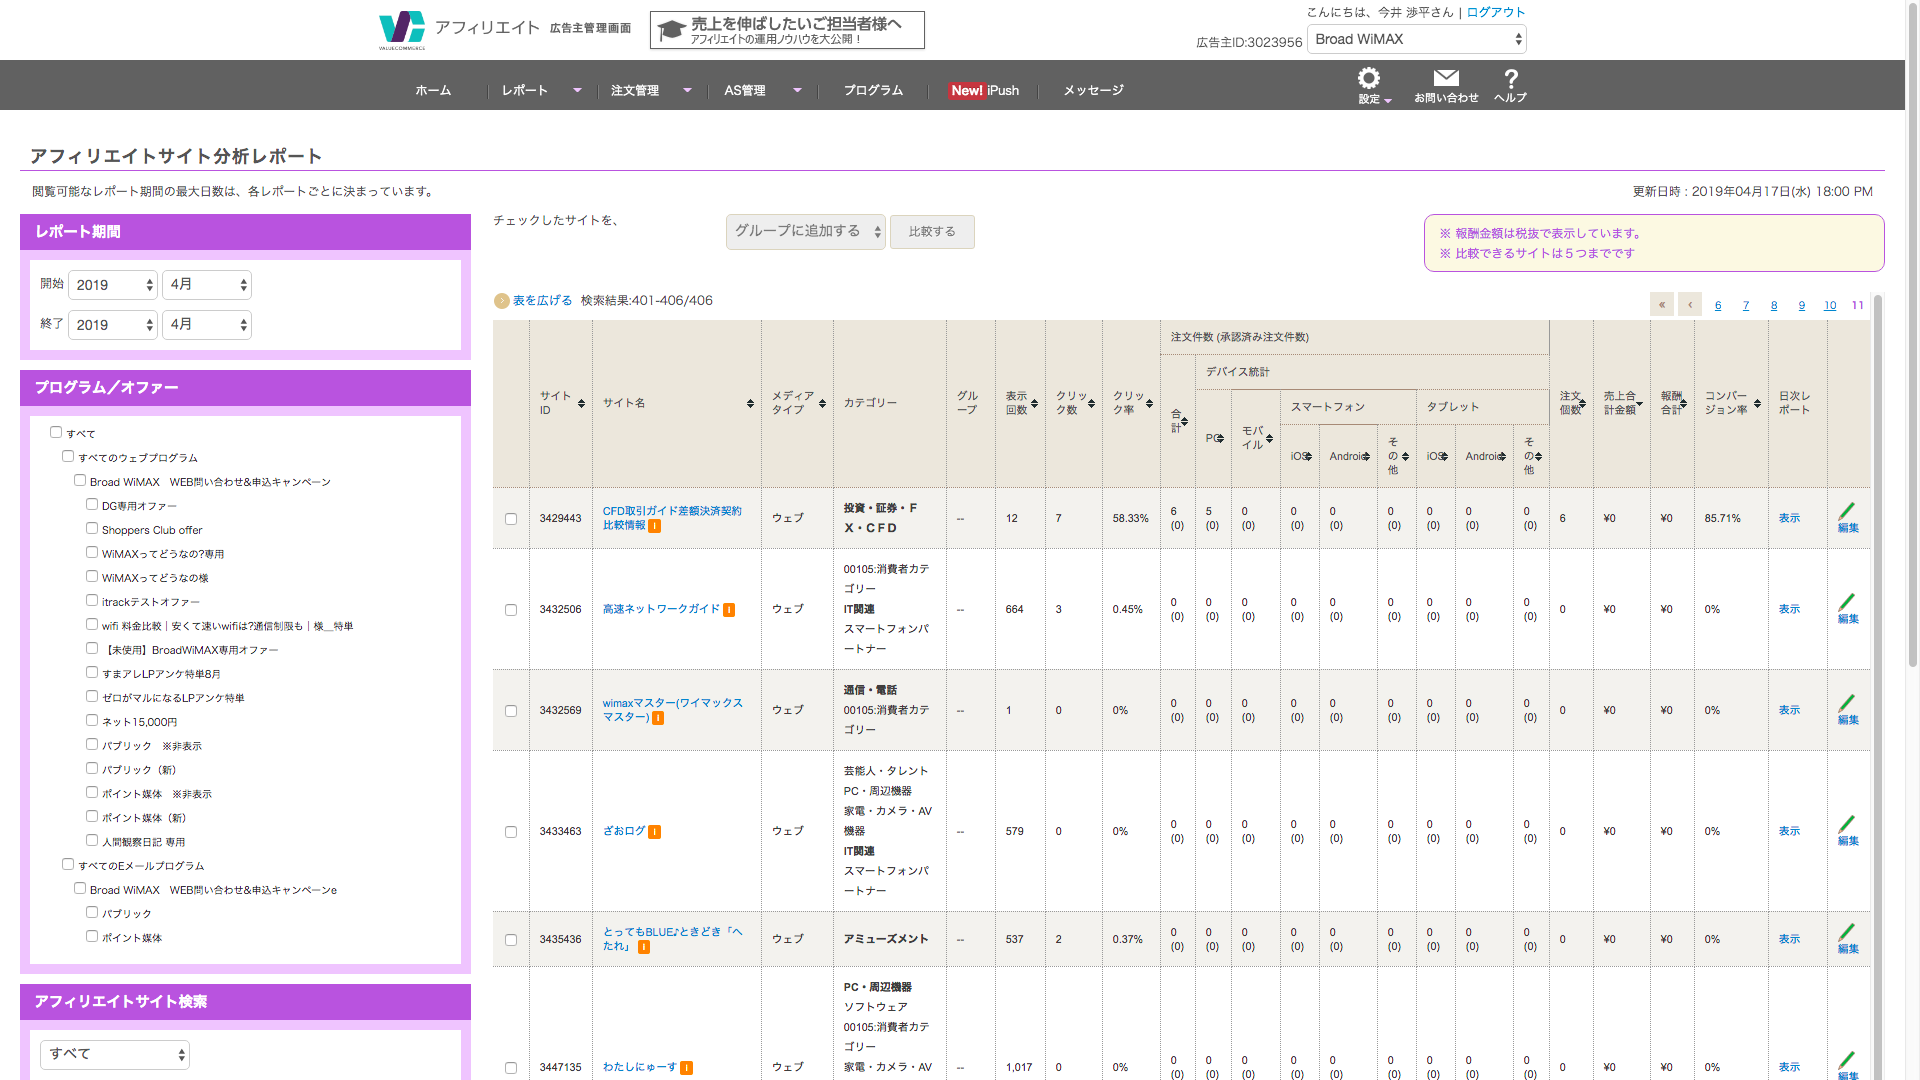 VALUECOMMERCE アフィリエイト 広告主管理画面
売上を伸ばしたいご担当者様へ
アフィリエイトの運用ノウハウを大公開！
こんにちは、今井 渉平さん | ログアウト
広告主ID:3023956 Broad WiMAX
ホーム レポート 注文管理 AS管理 プログラム New! iPush メッセージ 設定 お問い合わせ ヘルプ
アフィリエイトサイト分析レポート
閲覧可能なレポート期間の最大日数は、各レポートごとに決まっています。
更新日時 : 2019年04月17日(水) 18:00 PM
レポート期間
開始 2019 4月
終了 2019 4月
プログラム／オファー
すべて
すべてのウェブプログラム
Broad WiMAX　WEB問い合わせ&申込キャンペーン
DG専用オファー
Shoppers Club offer
WiMAXってどうなの?専用
WiMAXってどうなの様
itrackテストオファー
wifi 料金比較｜安くて速いwifiは?通信制限も｜様__特単
【未使用】BroadWiMAX専用オファー
すまアレLPアンケ特単8月
ゼロがマルになるLPアンケ特単
ネット15,000円
パブリック　※非表示
パブリック（新）
ポイント媒体　※非表示
ポイント媒体（新）
人間観察日記 専用
すべてのEメールプログラム
Broad WiMAX　WEB問い合わせ&申込キャンペーンe
パブリック
ポイント媒体
アフィリエイトサイト検索
すべて
チェックしたサイトを、 グループに追加する 比較する
※ 報酬金額は税抜で表示しています。
※ 比較できるサイトは５つまでです
表を広げる 検索結果:401-406/406
« ‹ 6 7 8 9 10 11
サイトID サイト名 メディアタイプ カテゴリー グループ 表示回数 クリック数 クリック率 注文件数 (承認済み注文件数) 注文個数 売上合計金額 報酬合計 コンバージョン率 日次レポート
合計 デバイス統計
PC モバイル スマートフォン タブレット
iOS Android その他 iOS Android その他
3429443 CFD取引ガイド差額決済契約比較情報 i ウェブ 投資・証券・ＦＸ・ＣＦＤ -- 12 7 58.33% 6 (0) 5 (0) 0 (0) 0 (0) 0 (0) 0 (0) 0 (0) 0 (0) 0 (0) 6 ¥0 ¥0 85.71% 表示 編集
3432506 高速ネットワークガイド i ウェブ 00105:消費者カテゴリー IT関連 スマートフォンパートナー -- 664 3 0.45% 0 (0) 0 (0) 0 (0) 0 (0) 0 (0) 0 (0) 0 (0) 0 (0) 0 (0) 0 ¥0 ¥0 0% 表示 編集
3432569 wimaxマスター(ワイマックスマスター) i ウェブ 通信・電話 00105:消費者カテゴリー -- 1 0 0% 0 (0) 0 (0) 0 (0) 0 (0) 0 (0) 0 (0) 0 (0) 0 (0) 0 (0) 0 ¥0 ¥0 0% 表示 編集
3433463 ざおログ i ウェブ 芸能人・タレント PC・周辺機器 家電・カメラ・AV機器 IT関連 スマートフォンパートナー -- 579 0 0% 0 (0) 0 (0) 0 (0) 0 (0) 0 (0) 0 (0) 0 (0) 0 (0) 0 (0) 0 ¥0 ¥0 0% 表示 編集
3435436 とってもBLUE♪ときどき「へたれ」 i ウェブ アミューズメント -- 537 2 0.37% 0 (0) 0 (0) 0 (0) 0 (0) 0 (0) 0 (0) 0 (0) 0 (0) 0 (0) 0 ¥0 ¥0 0% 表示 編集
3447135 わたしにゅーす i ウェブ PC・周辺機器 ソフトウェア 00105:消費者カテゴリー 家電・カメラ・AV -- 1,017 0 0% 0 (0) 0 (0) 0 (0) 0 (0) 0 (0) 0 (0) 0 (0) 0 (0) 0 (0) 0 ¥0 ¥0 0% 表示 編集